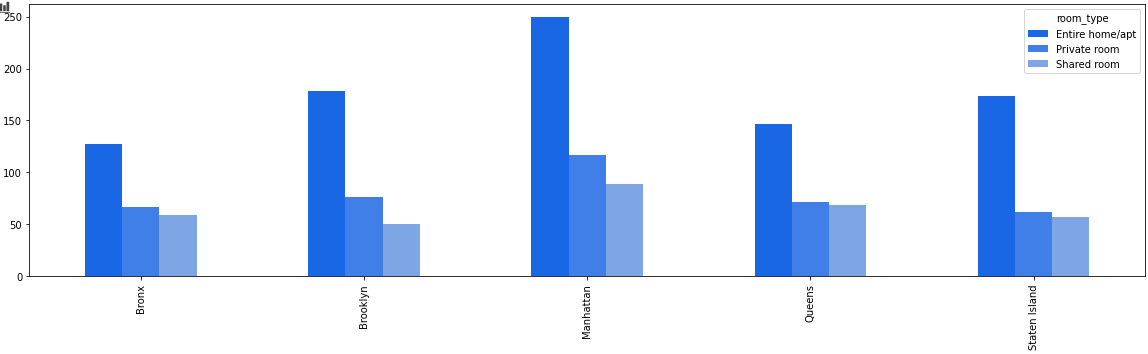 250
200
150
100
50
0
room_type
Entire home/apt
Private room
Shared room
Bronx
Brooklyn
Manhattan
Queens
Staten Island